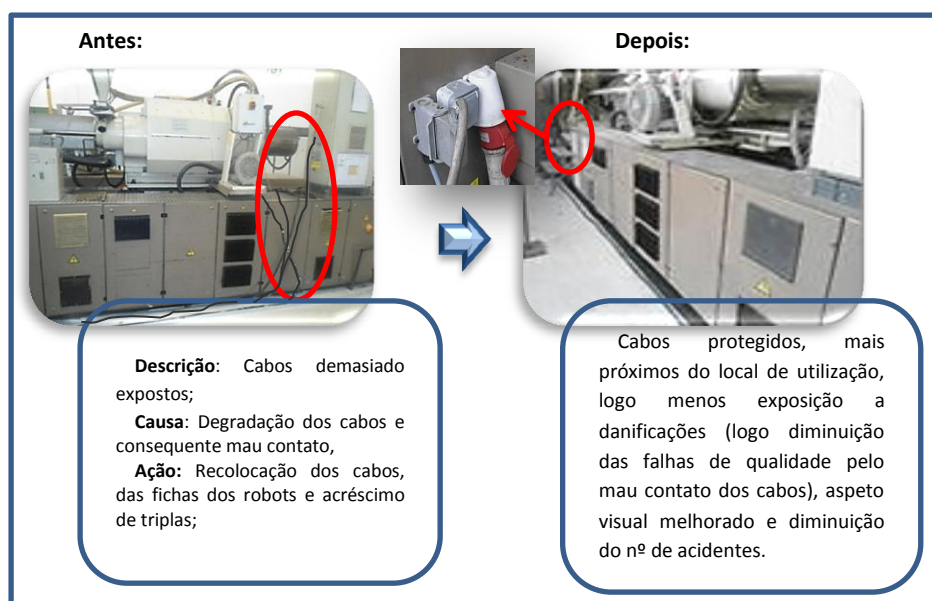 Antes:
Depois:
Descrição: Cabos demasiado
expostos;
Causa: Degradação dos cabos e
consequente mau contato,
Ação: Recolocação dos cabos,
das fichas dos robots e acréscimo
de triplas;
Cabos protegidos, mais
próximos do local de utilização,
logo menos exposição a
danificações (logo diminuição
das falhas de qualidade pelo
mau contato dos cabos), aspeto
visual melhorado e diminuição
do nº de acidentes.